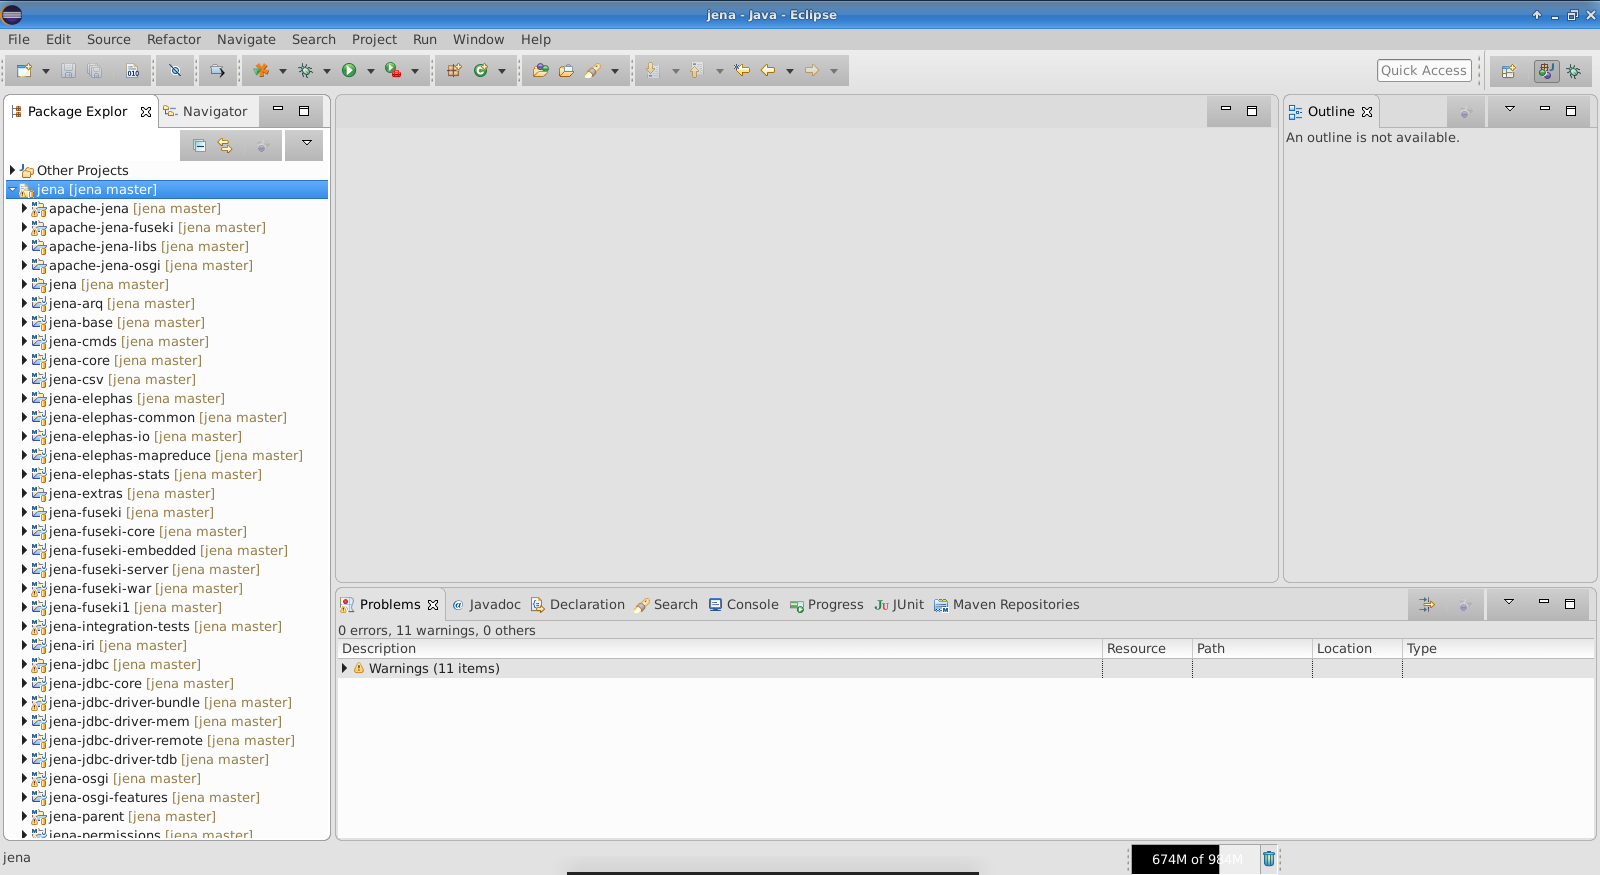 jena - Java - Eclipse
File Edit Source Refactor Navigate Search Project Run Window Help
010
Quick Access
Package Explor Navigator
Outline
An outline is not available.
Other Projects
jena [jena master]
apache-jena [jena master]
apache-jena-fuseki [jena master]
apache-jena-libs [jena master]
apache-jena-osgi [jena master]
jena [jena master]
jena-arq [jena master]
jena-base [jena master]
jena-cmds [jena master]
jena-core [jena master]
jena-csv [jena master]
jena-elephas [jena master]
jena-elephas-common [jena master]
jena-elephas-io [jena master]
jena-elephas-mapreduce [jena master]
jena-elephas-stats [jena master]
jena-extras [jena master]
jena-fuseki [jena master]
jena-fuseki-core [jena master]
jena-fuseki-embedded [jena master]
jena-fuseki-server [jena master]
jena-fuseki-war [jena master]
jena-fuseki1 [jena master]
jena-integration-tests [jena master]
jena-iri [jena master]
jena-jdbc [jena master]
jena-jdbc-core [jena master]
jena-jdbc-driver-bundle [jena master]
jena-jdbc-driver-mem [jena master]
jena-jdbc-driver-remote [jena master]
jena-jdbc-driver-tdb [jena master]
jena-osgi [jena master]
jena-osgi-features [jena master]
jena-parent [jena master]
jena-permissions [jena master]
Problems @ Javadoc Declaration Search Console Progress Ju JUnit Maven Repositories
0 errors, 11 warnings, 0 others
Description Resource Path Location Type
Warnings (11 items)
jena
674M of 984M